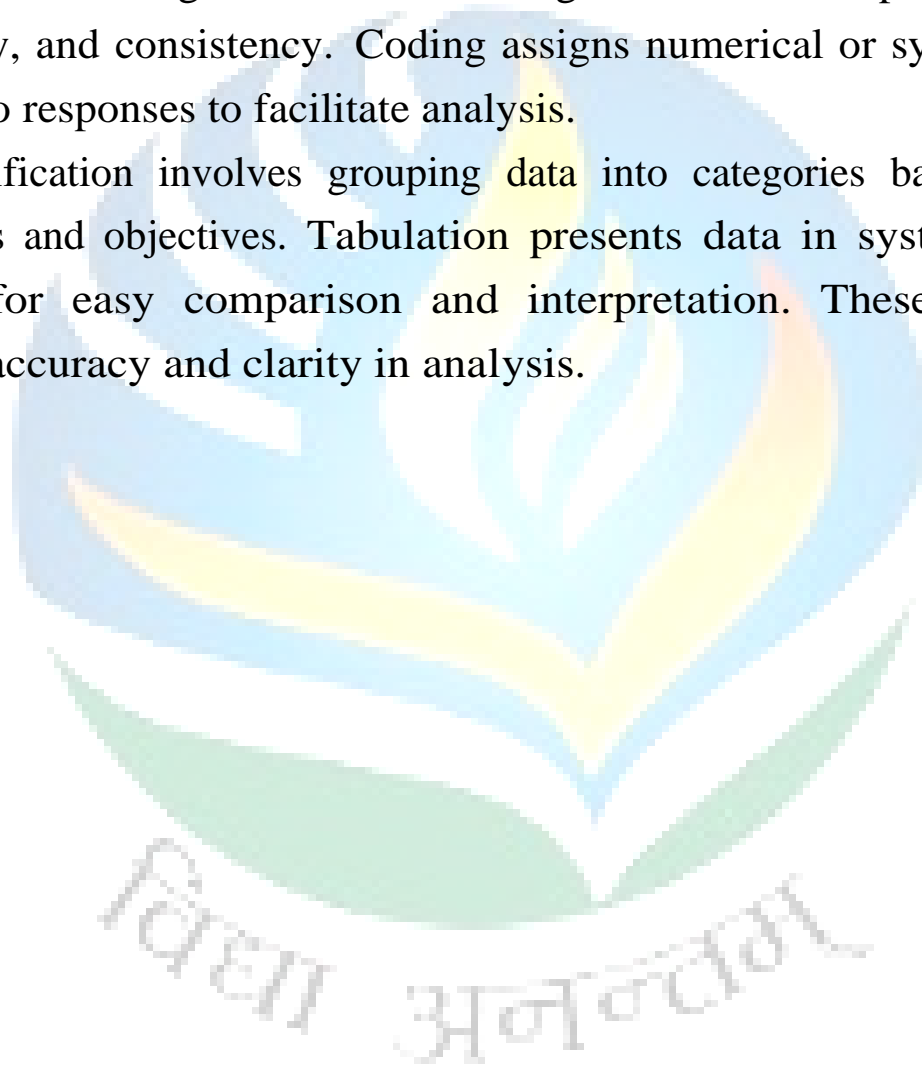 y, and consistency. Coding assigns numerical or sy
o responses to facilitate analysis.
ification involves grouping data into categories ba
s and objectives. Tabulation presents data in syst
for easy comparison and interpretation. These
accuracy and clarity in analysis.
विद्या अनन्तम्